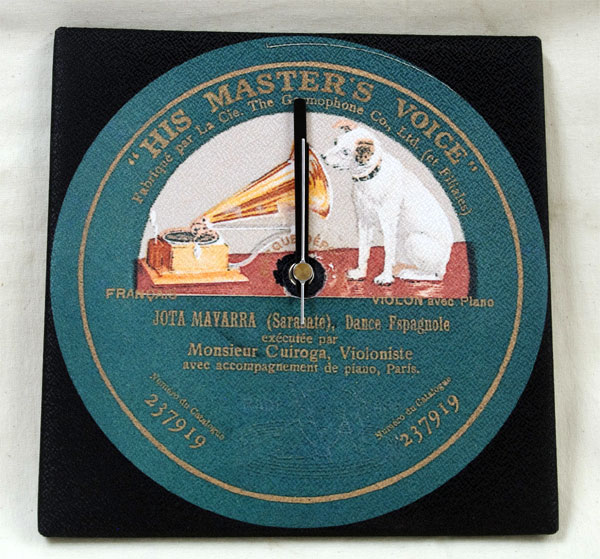 "HIS MASTER'S VOICE"
Fabriqué par La Cie. The Gramophone Co., Ltd. (et Filiales)
FRANÇAIS
VIOLON avec Piano
JOTA MAVARRA (Sarasate), Dance Espagnole
exécutée par
Monsieur Cuiroga, Violoniste
avec accompagnement de piano, Paris.
Numéro du Catalogue
237919
Numéro du Catalogue
237919